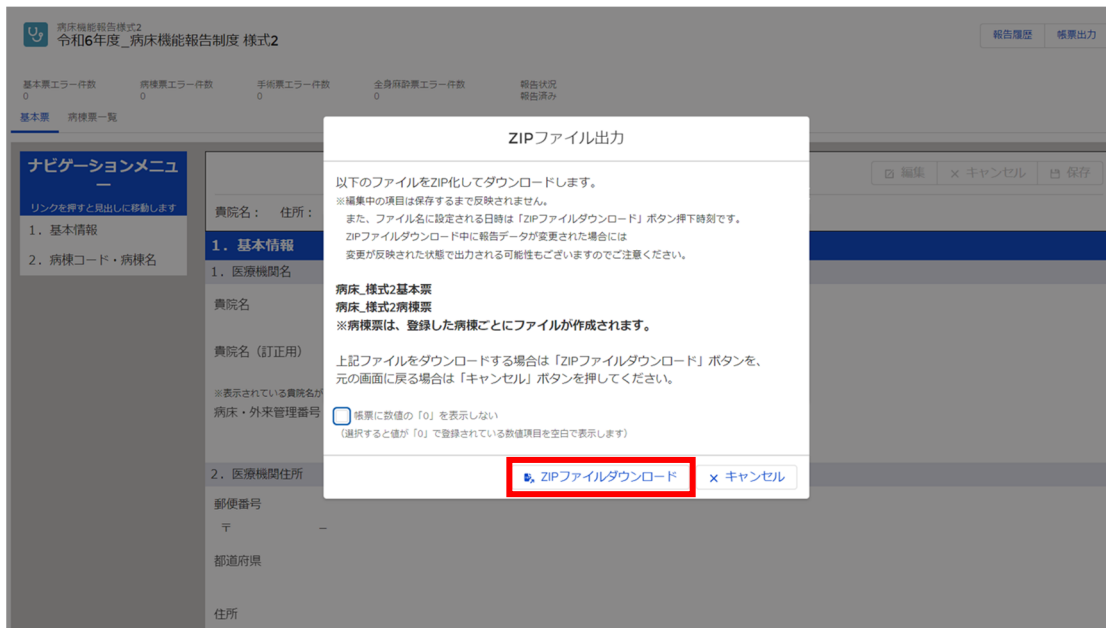 病床機能報告様式2
令和6年度_病床機能報告制度 様式2
報告履歴
帳票出力
基本票エラー件数
0
病棟票エラー件数
0
手術票エラー件数
0
全身麻酔票エラー件数
0
報告状況
報告済み
基本票
病棟票一覧
ナビゲーションメニュ
ー
リンクを押すと見出しに移動します
1．基本情報
2．病棟コード・病棟名
編集
キャンセル
保存
貴院名： 住所：
1．基本情報
1．医療機関名
貴院名
貴院名（訂正用）
※表示されている貴院名が
病床・外来管理番号
2．医療機関住所
郵便番号
〒 －
都道府県
住所
ZIPファイル出力
以下のファイルをZIP化してダウンロードします。
※編集中の項目は保存するまで反映されません。
また、ファイル名に設定される日時は「ZIPファイルダウンロード」ボタン押下時刻です。
ZIPファイルダウンロード中に報告データが変更された場合には
変更が反映された状態で出力される可能性もございますのでご注意ください。
病床_様式2基本票
病床_様式2病棟票
※病棟票は、登録した病棟ごとにファイルが作成されます。
上記ファイルをダウンロードする場合は「ZIPファイルダウンロード」ボタンを、
元の画面に戻る場合は「キャンセル」ボタンを押してください。
帳票に数値の「0」を表示しない
（選択すると値が「0」で登録されている数値項目を空白で表示します）
ZIPファイルダウンロード
キャンセル